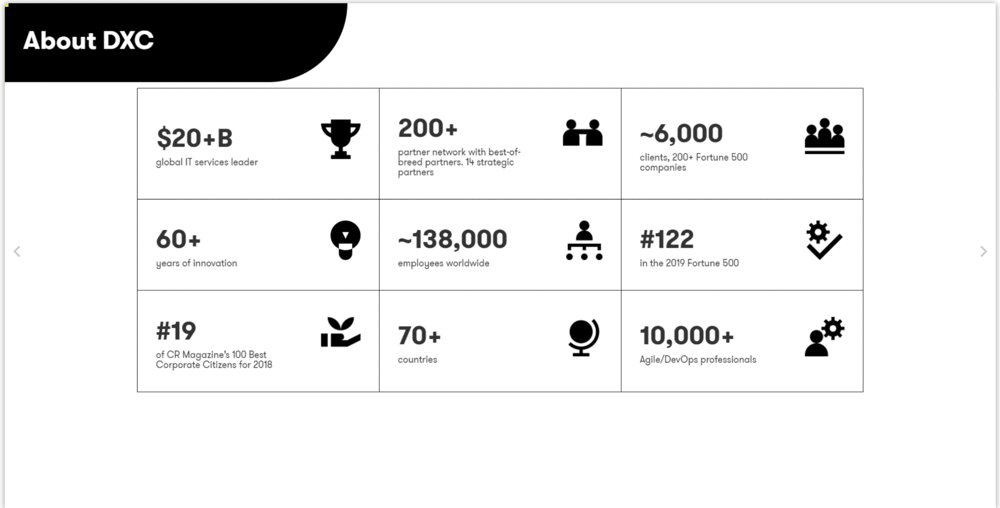 About DXC
$20+B
global IT services leader
200+
partner network with best-of-
breed partners. 14 strategic
partners
~6,000
clients, 200+ Fortune 500
companies
60+
years of innovation
~138,000
employees worldwide
#122
in the 2019 Fortune 500
#19
of CR Magazine’s 100 Best
Corporate Citizens for 2018
70+
countries
10,000+
Agile/DevOps professionals